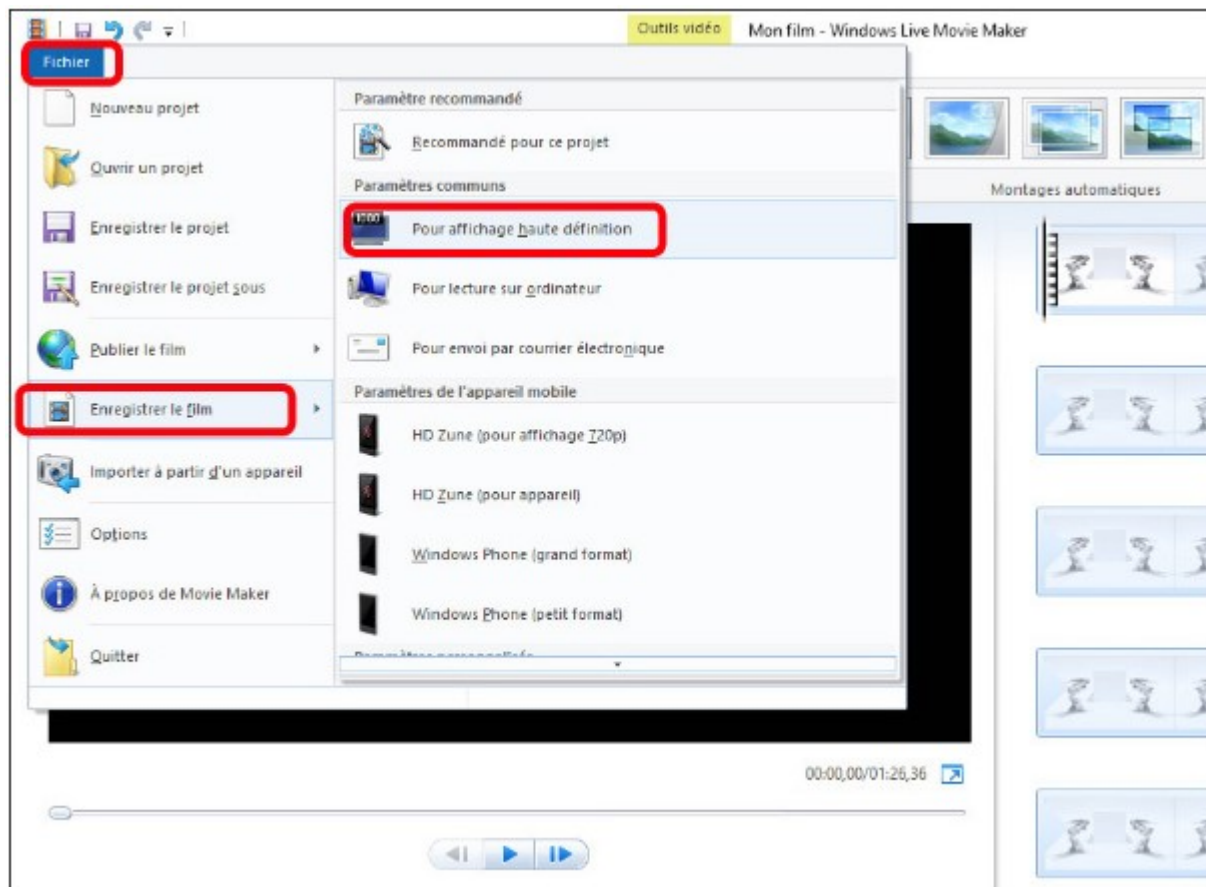 Outils vidéo
Mon film - Windows Live Movie Maker
Fichier
Nouveau projet
Ouvrir un projet
Enregistrer le projet
Enregistrer le projet sous
Publier le film
Enregistrer le film
Importer à partir d'un appareil
Options
À propos de Movie Maker
Quitter
Paramètre recommandé
Recommandé pour ce projet
Paramètres communs
Pour affichage haute définition
Pour lecture sur ordinateur
Pour envoi par courrier électronique
Paramètres de l'appareil mobile
HD Zune (pour affichage 720p)
HD Zune (pour appareil)
Windows Phone (grand format)
Windows Phone (petit format)
Montages automatiques
00:00,00/01:26,36